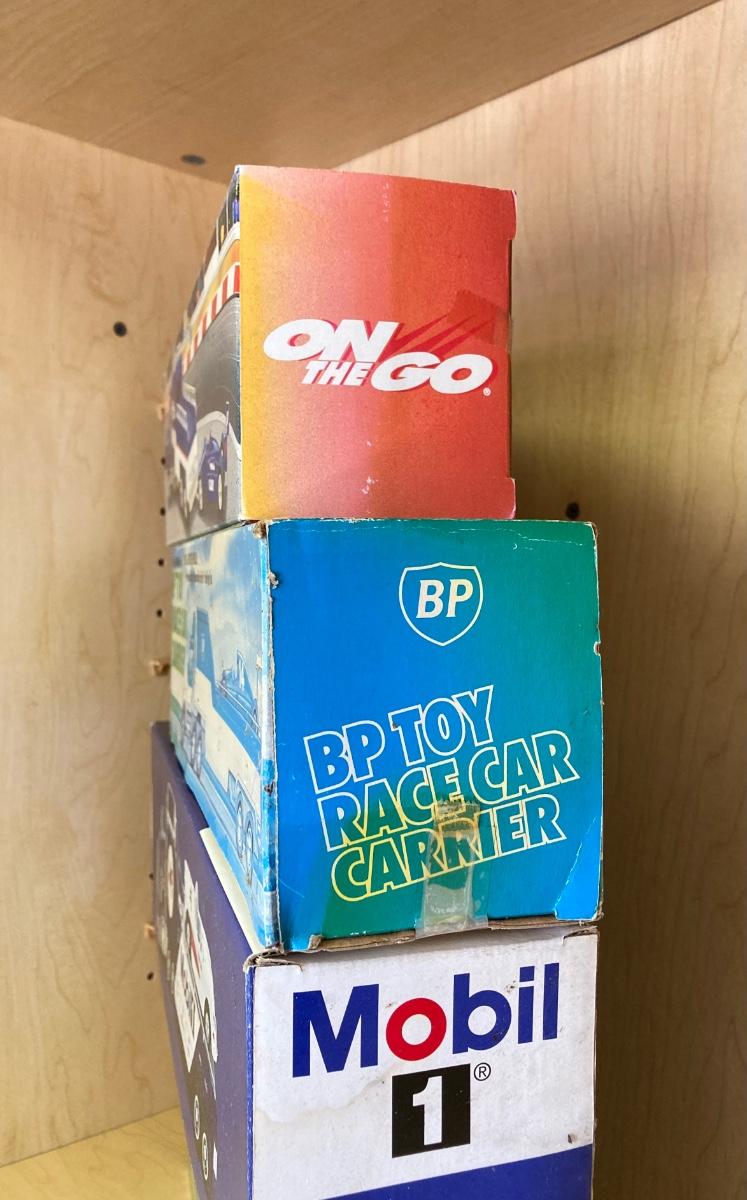 ON
THE GO®
BP
BP TOY
RACE CAR
CARRIER
Mobil
1®